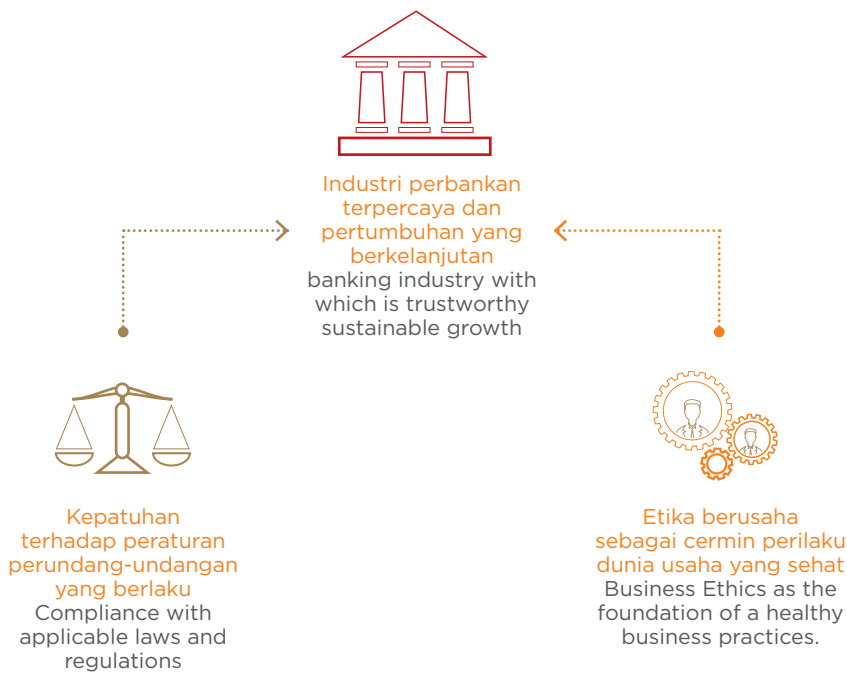 Industri perbankan
terpercaya dan
pertumbuhan yang
berkelanjutan
banking industry with
which is trustworthy
sustainable growth
Kepatuhan
terhadap peraturan
perundang-undangan
yang berlaku
Compliance with
applicable laws and
regulations
Etika berusaha
sebagai cermin perilaku
dunia usaha yang sehat
Business Ethics as the
foundation of a healthy
business practices.